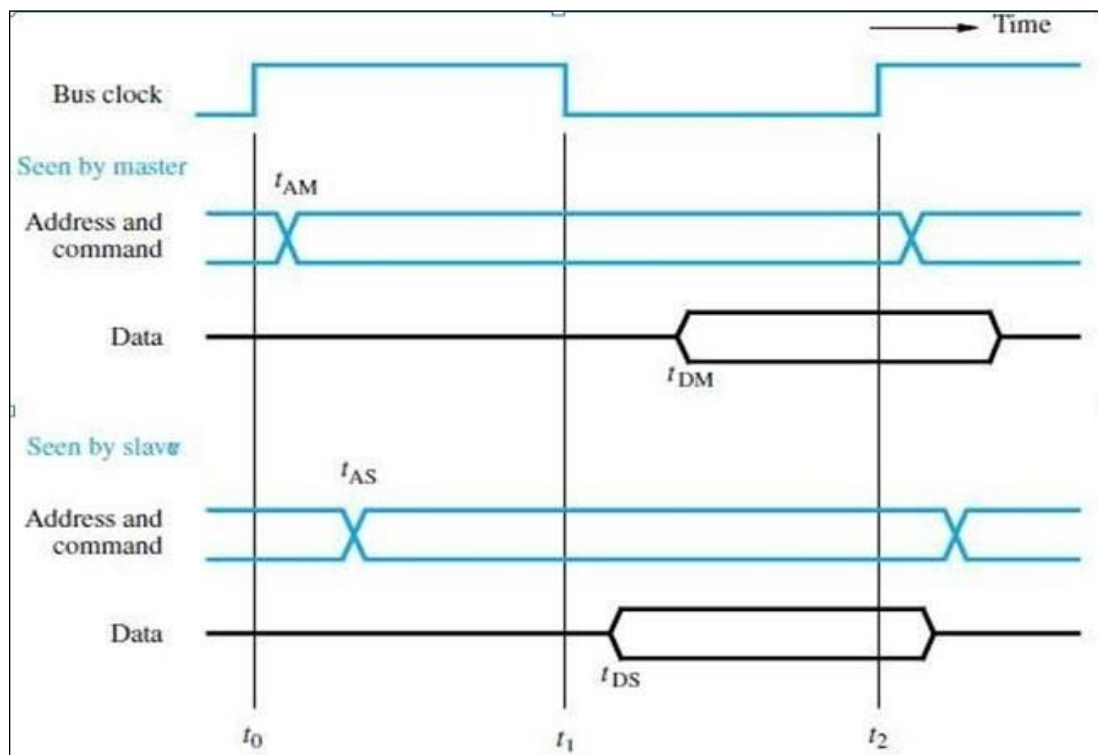 Time
Bus clock
Seen by master
tAM
Address and
command
Data
tDM
Seen by
tAS
Address and
command
Data
tDS
t0
t1
t2